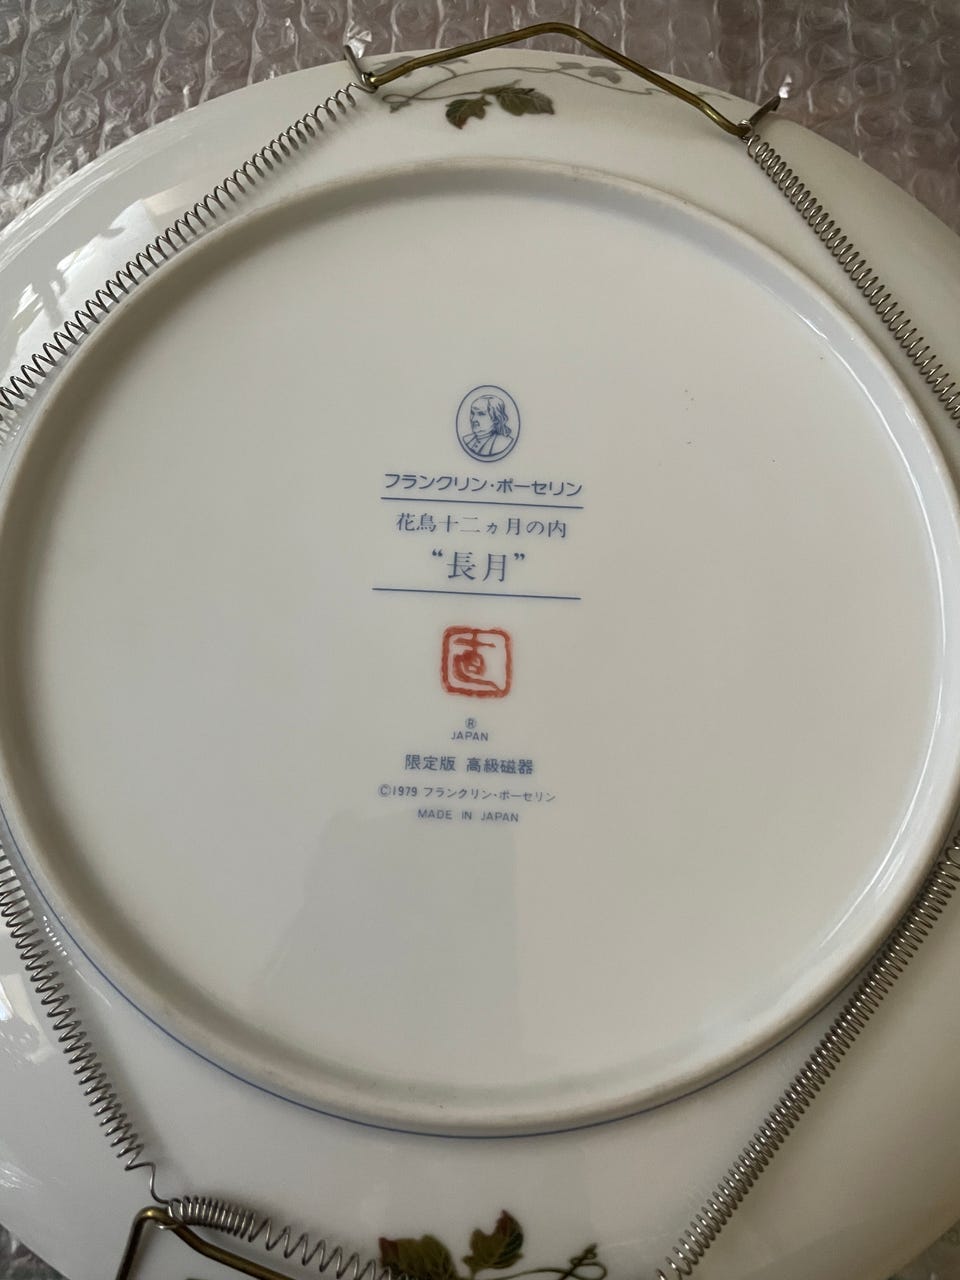 フランクリン・ポーセリン
花鳥十二ヵ月の内
“長月”
直
®
JAPAN
限定版 高級磁器
©1979 フランクリン・ポーセリン
MADE IN JAPAN